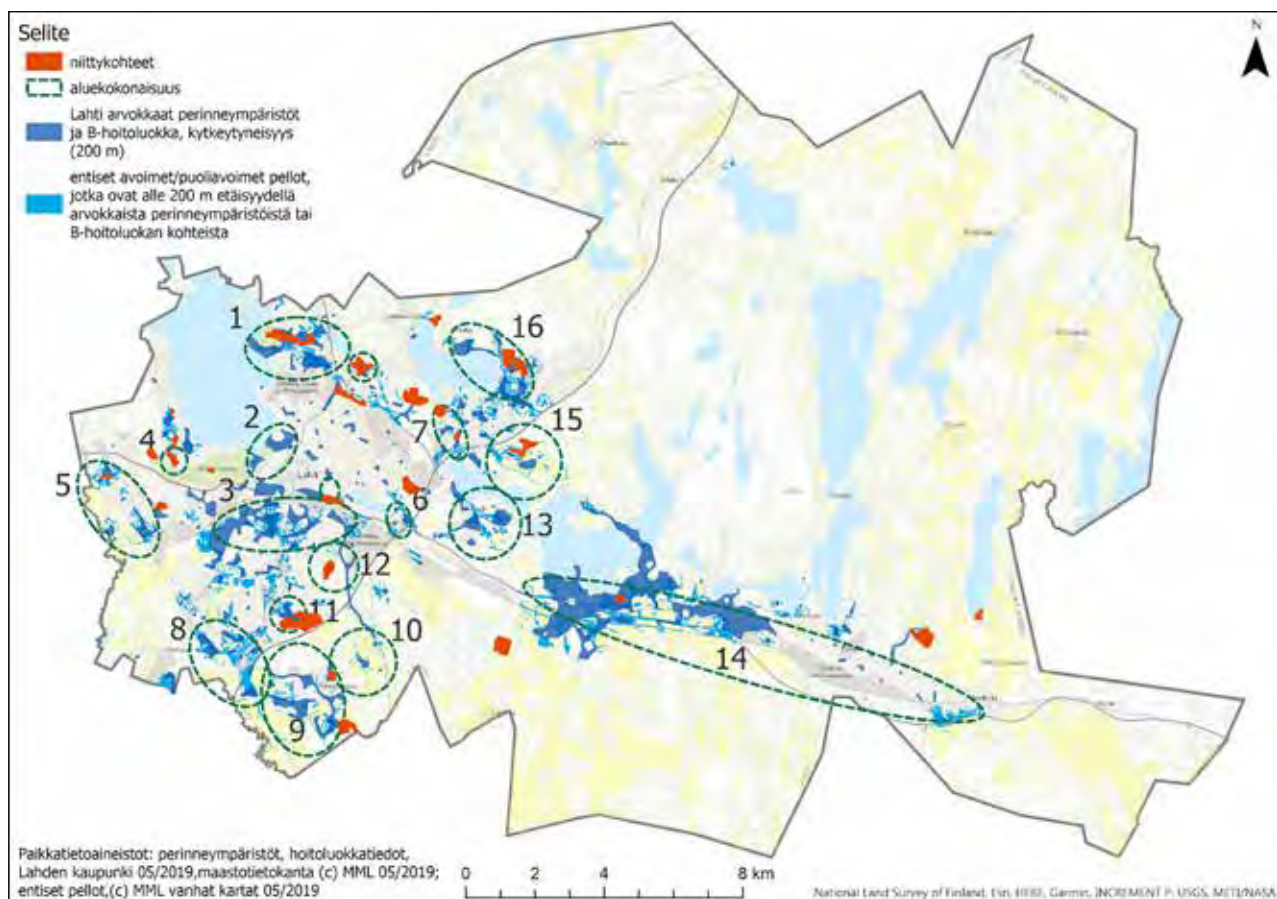 Selite
niittykohteet
aluekokonaisuus
Lahti arvokkaat perinneympäristöt
ja B-hoitoluokka, kytkeytyneisyys
(200 m)
entiset avoimet/puoliavoimet pellot,
jotka ovat alle 200 m etäisyydellä
arvokkaista perinneympäristöistä tai
B-hoitoluokan kohteista
N
1
16
2
7
15
4
5
3
6
13
12
11
8
10
14
9
Paikkatietoaineistot: perinneympäristöt, hoitoluokkatiedot,
Lahden kaupunki 05/2019,maastotietokanta (c) MML 05/2019;
entiset pellot,(c) MML vanhat kartat 05/2019
0 2 4 8 km
National Land Survey of Finland, Esri, HERE, Garmin, INCREMENT P, USGS, METI/NASA